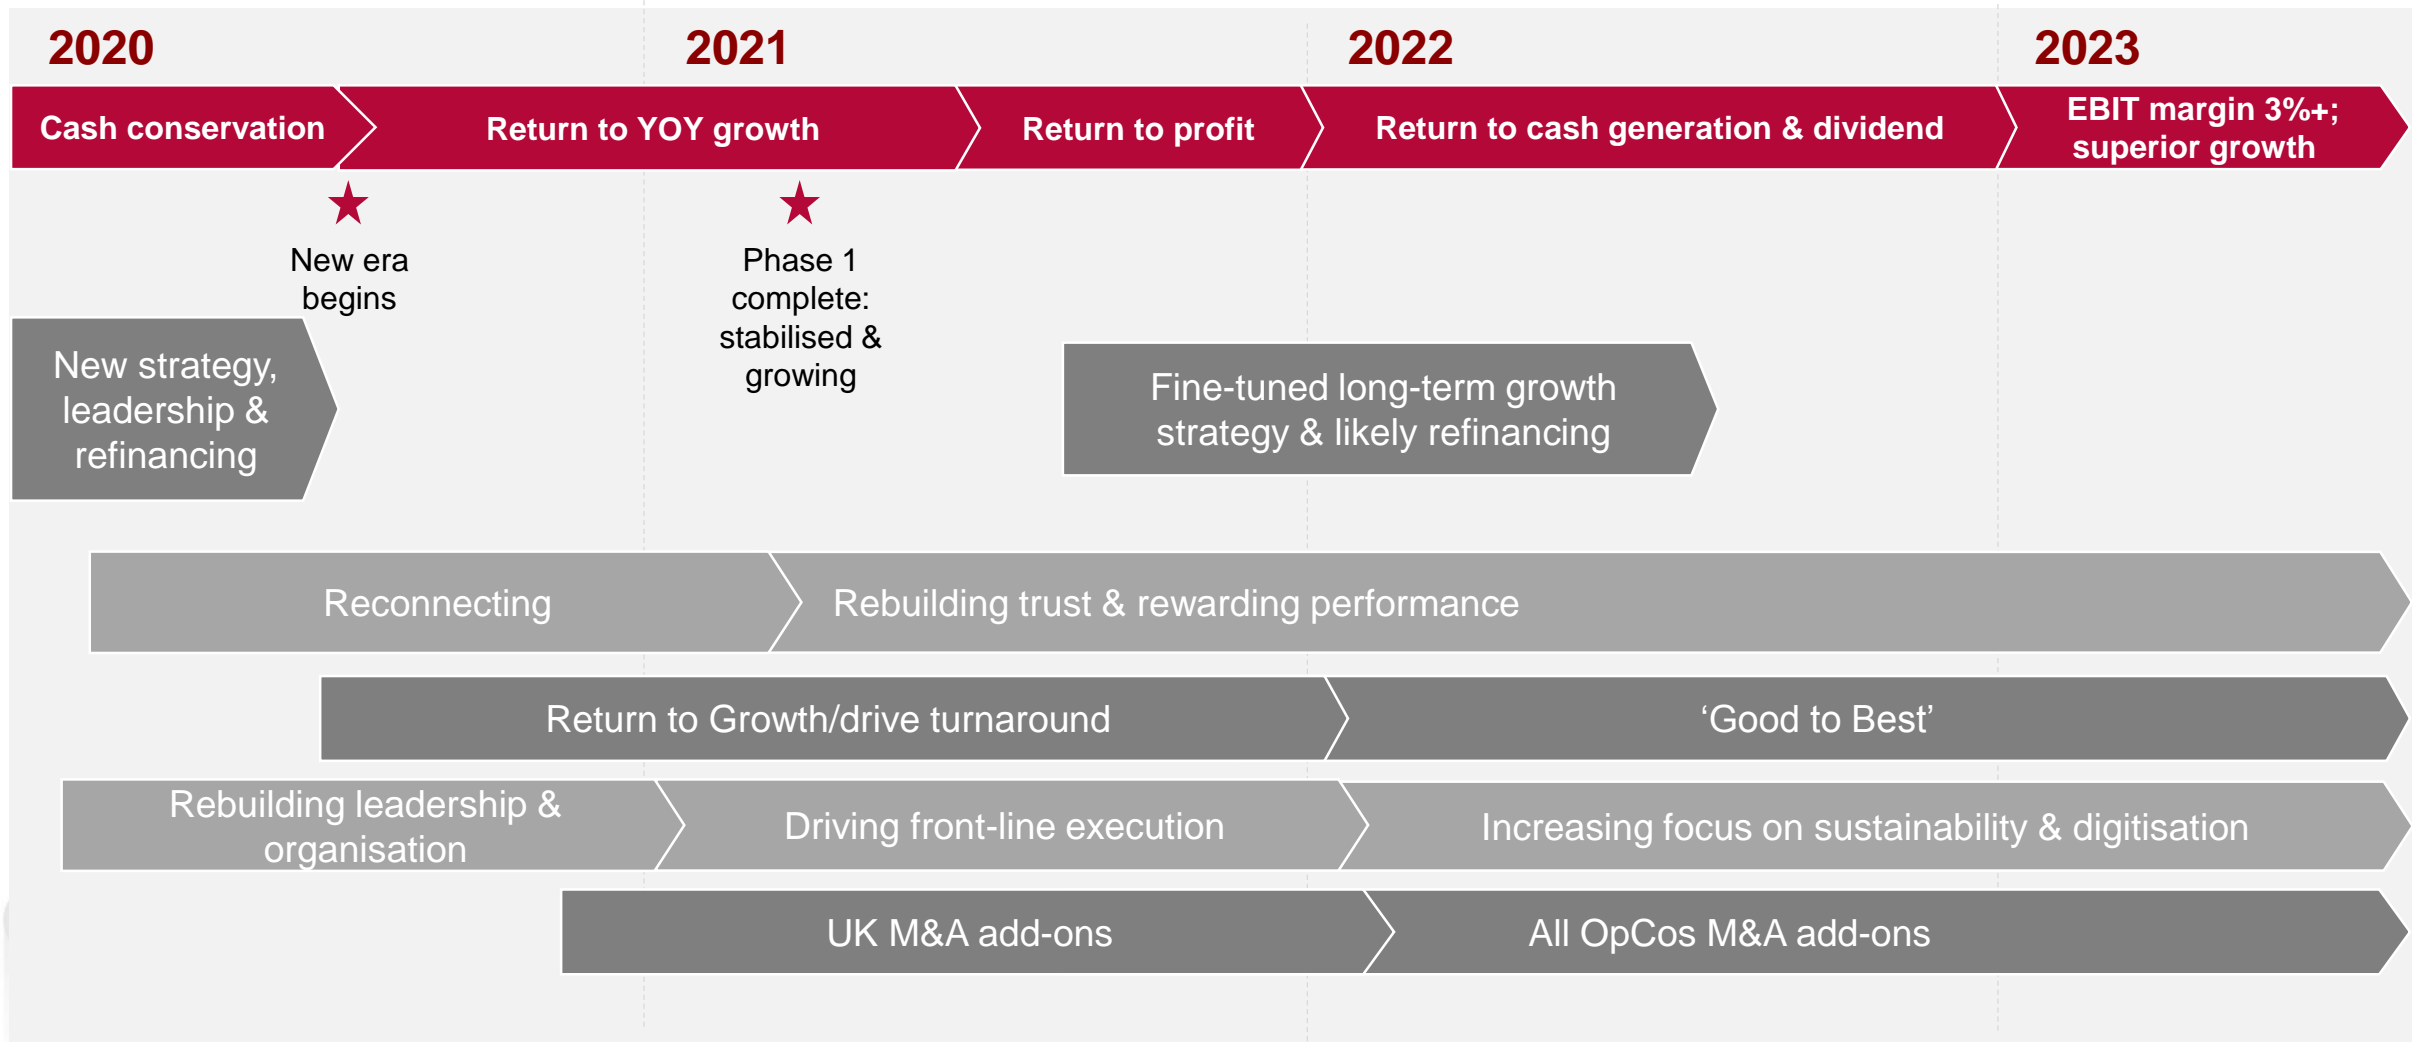 2020
2021
2022
2023
Cash conservation
Return to YOY growth
Return to profit
Return to cash generation & dividend
EBIT margin 3%+;
superior growth
New era
begins
Phase 1
complete:
stabilised &
growing
New strategy,
leadership &
refinancing
Fine-tuned long-term growth
strategy & likely refinancing
Reconnecting
Rebuilding trust & rewarding performance
Return to Growth/drive turnaround
‘Good to Best’
Rebuilding leadership &
organisation
Driving front-line execution
Increasing focus on sustainability & digitisation
UK M&A add-ons
All OpCos M&A add-ons